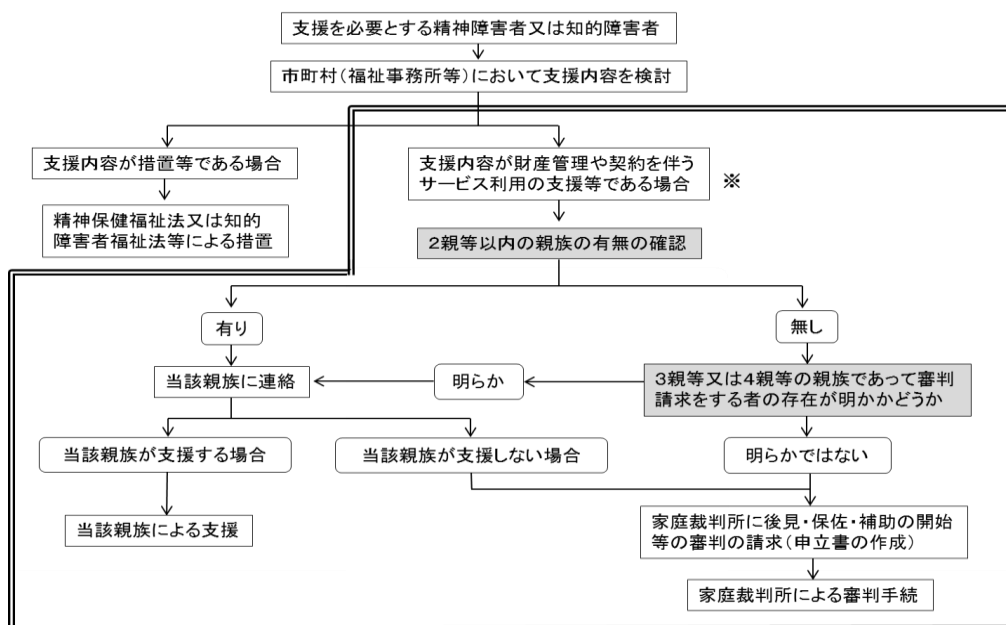 支援を必要とする精神障害者又は知的障害者
市町村（福祉事務所等）において支援内容を検討
支援内容が措置等である場合
支援内容が財産管理や契約を伴う
サービス利用の支援等である場合
※
精神保健福祉法又は知的
障害者福祉法等による措置
2親等以内の親族の有無の確認
有り
無し
当該親族に連絡
明らか
3親等又は4親等の親族であって審判
請求をする者の存在が明かかどうか
当該親族が支援する場合
当該親族が支援しない場合
明らかではない
当該親族による支援
家庭裁判所に後見・保佐・補助の開始
等の審判の請求（申立書の作成）
家庭裁判所による審判手続